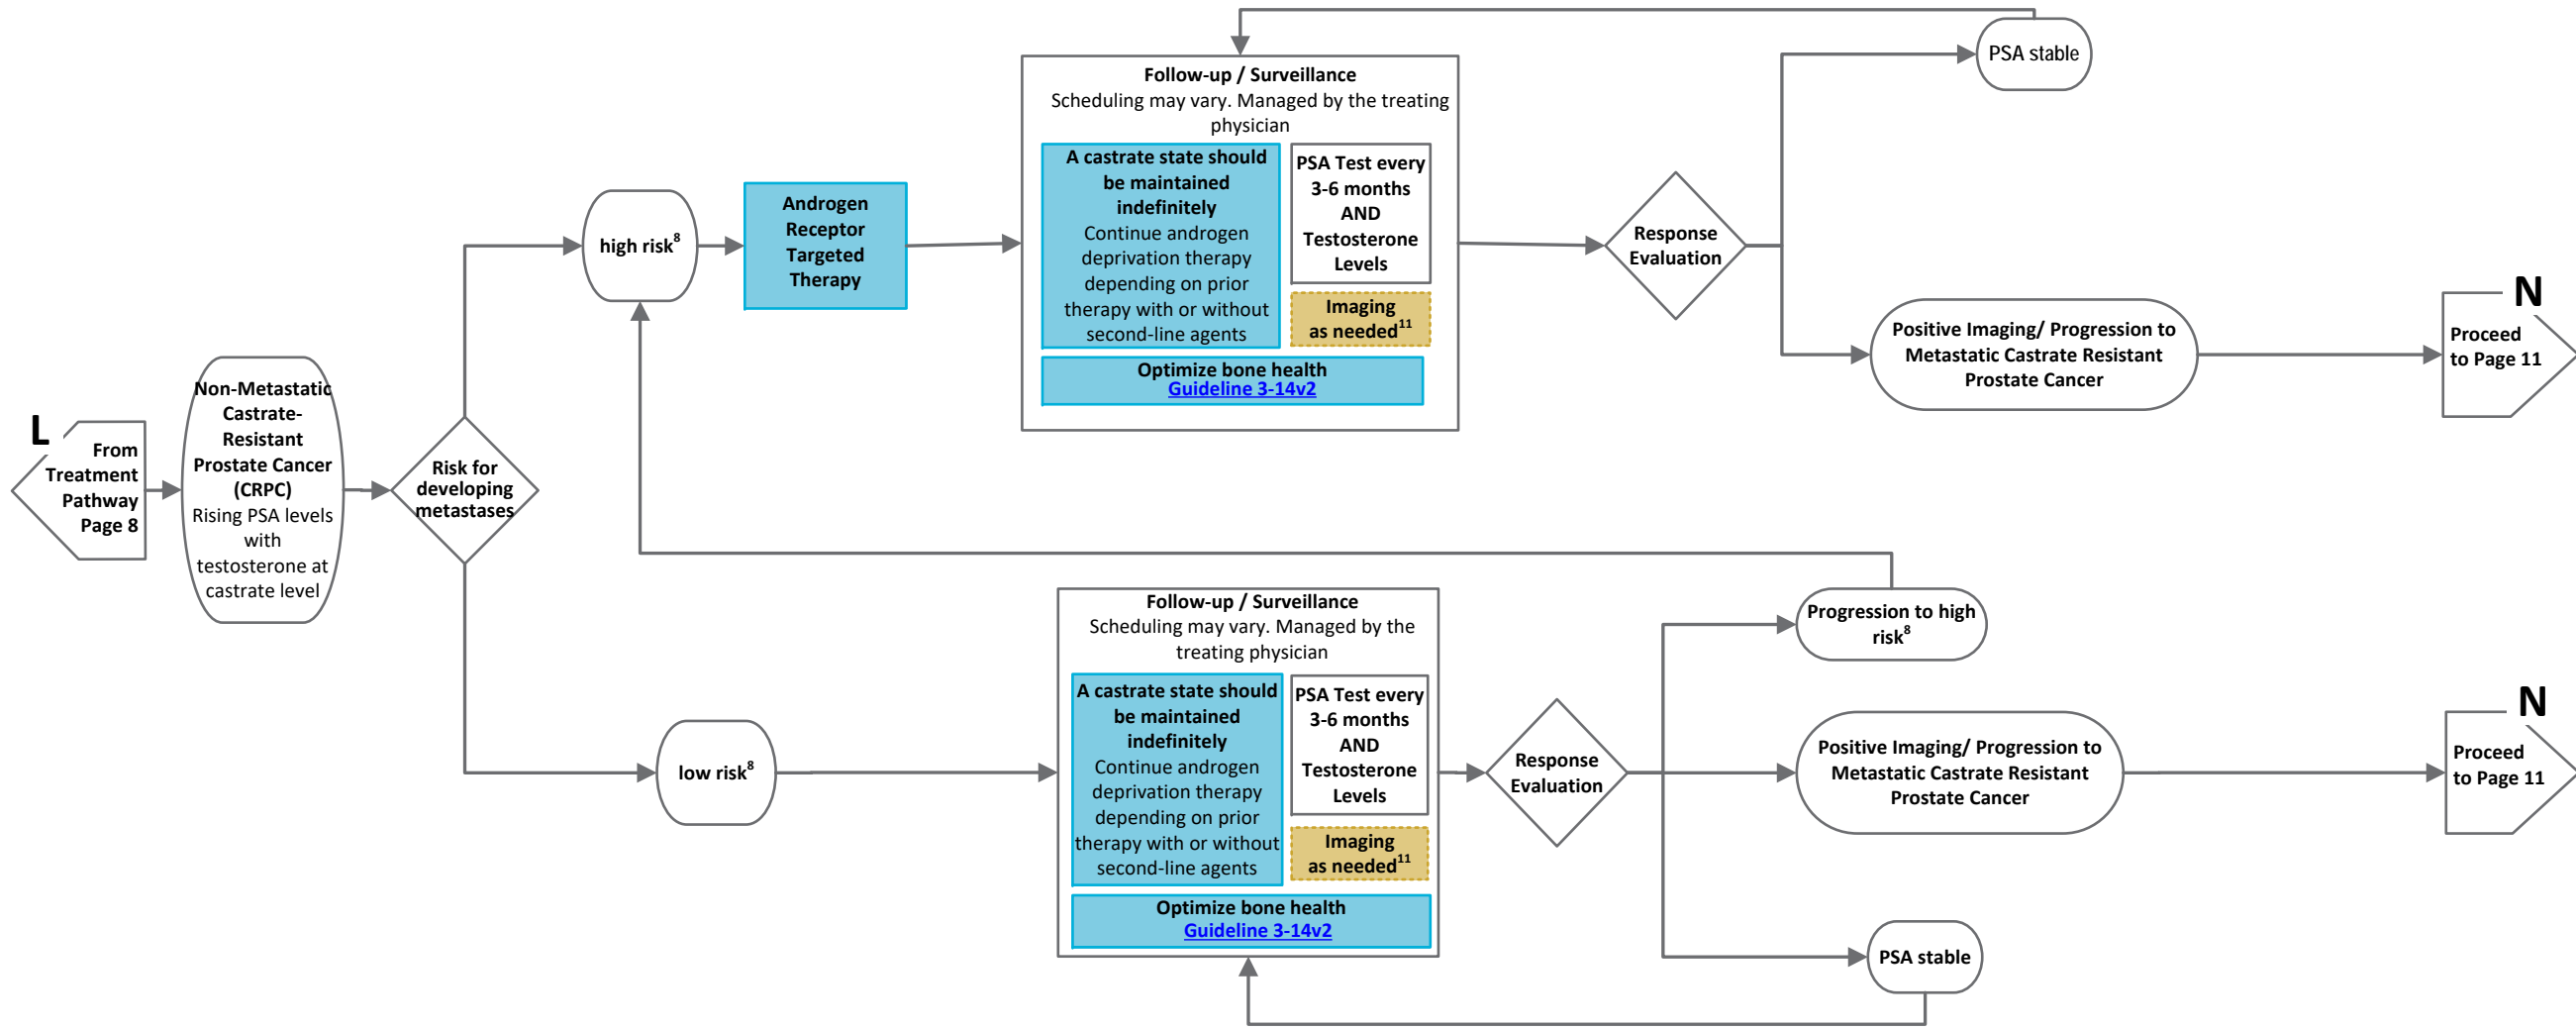 L
From
Treatment
Pathway
Page 8
Non-Metastatic
Castrate-
Resistant
Prostate Cancer
(CRPC)
Rising PSA levels
with
testosterone at
castrate level
Risk for
developing
metastases
high risk8
Androgen
Receptor
Targeted
Therapy
Follow-up / Surveillance
Scheduling may vary. Managed by the treating
physician
A castrate state should
be maintained
indefinitely
Continue androgen
deprivation therapy
depending on prior
therapy with or without
second-line agents
PSA Test every
3-6 months
AND
Testosterone
Levels
Imaging
as needed11
Optimize bone health
Guideline 3-14v2
Response
Evaluation
PSA stable
Positive Imaging/ Progression to
Metastatic Castrate Resistant
Prostate Cancer
N
Proceed
to Page 11
low risk8
Follow-up / Surveillance
Scheduling may vary. Managed by the
treating physician
A castrate state should
be maintained
indefinitely
Continue androgen
deprivation therapy
depending on prior
therapy with or without
second-line agents
PSA Test every
3-6 months
AND
Testosterone
Levels
Imaging
as needed11
Optimize bone health
Guideline 3-14v2
Response
Evaluation
Progression to high
risk8
Positive Imaging/ Progression to
Metastatic Castrate Resistant
Prostate Cancer
N
Proceed
to Page 11
PSA stable